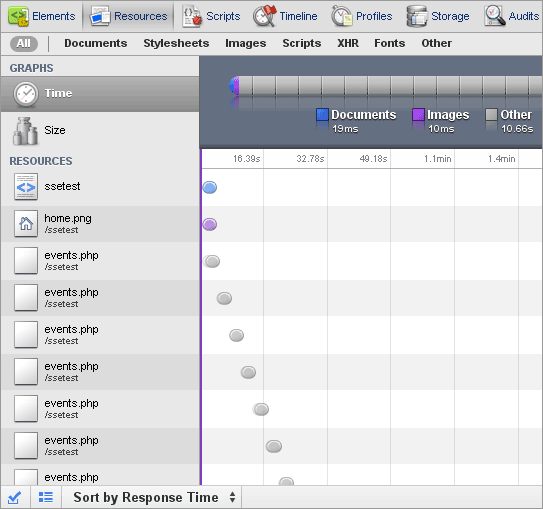 Elements Resources Scripts Timeline Profiles Storage Audits
All Documents Stylesheets Images Scripts XHR Fonts Other
GRAPHS
Time
Size
Documents Images Other
19ms 10ms 10.66s
RESOURCES
16.39s 32.78s 49.18s 1.1min 1.4min
ssetest
home.png
/ssetest
events.php
/ssetest
events.php
/ssetest
events.php
/ssetest
events.php
/ssetest
events.php
/ssetest
events.php
/ssetest
events.php
Sort by Response Time